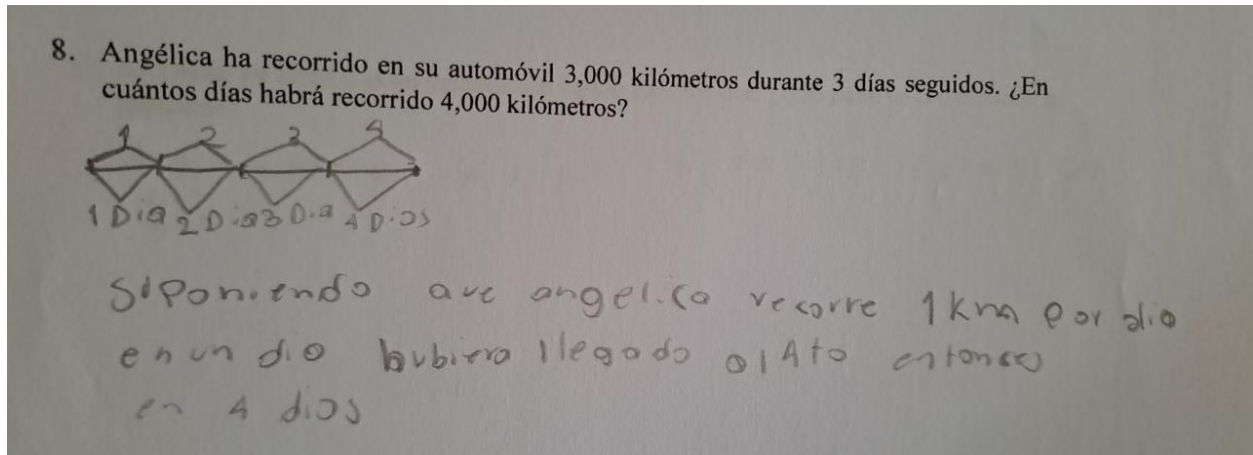 8. Angélica ha recorrido en su automóvil 3,000 kilómetros durante 3 días seguidos. ¿En
cuántos días habrá recorrido 4,000 kilómetros?
1 2 3 4
1 Dia 2 Dia 3 Dia 4 Dias
Siponiendo que angelica recorre 1 km por dia
en un dia hubiera llegado al 4to entonces
en 4 dias